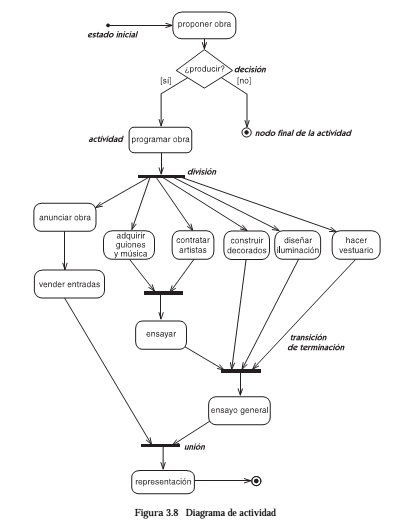 proponer obra
estado inicial
¿producir?
decisión
[sí]
[no]
nodo final de la actividad
actividad
programar obra
división
anunciar obra
adquirir
guiones
y música
contratar
artistas
construir
decorados
diseñar
iluminación
hacer
vestuario
vender entradas
ensayar
transición
de terminación
ensayo general
unión
representación
Figura 3.8 Diagrama de actividad